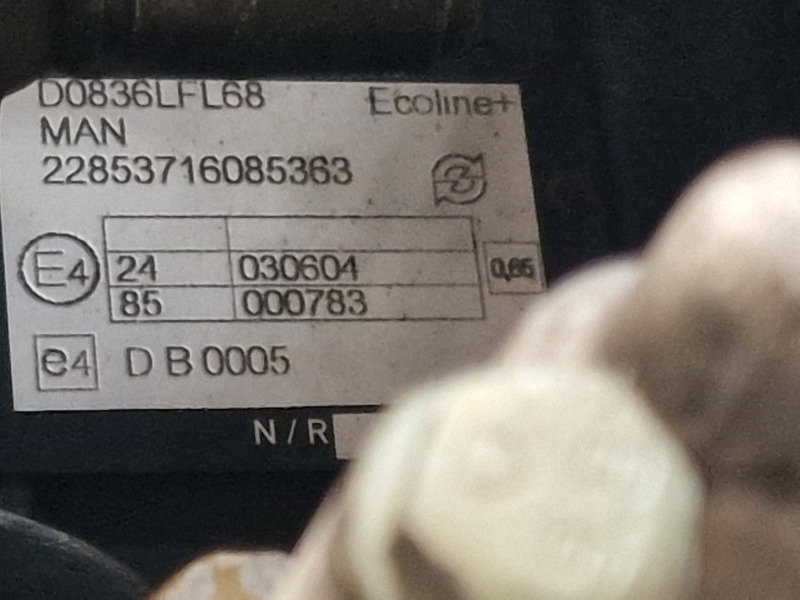 D0836LFL68 Ecoline+
MAN
22853716085363
E4 24 030604 0,65
85 000783
e4 D B 0005
N / R